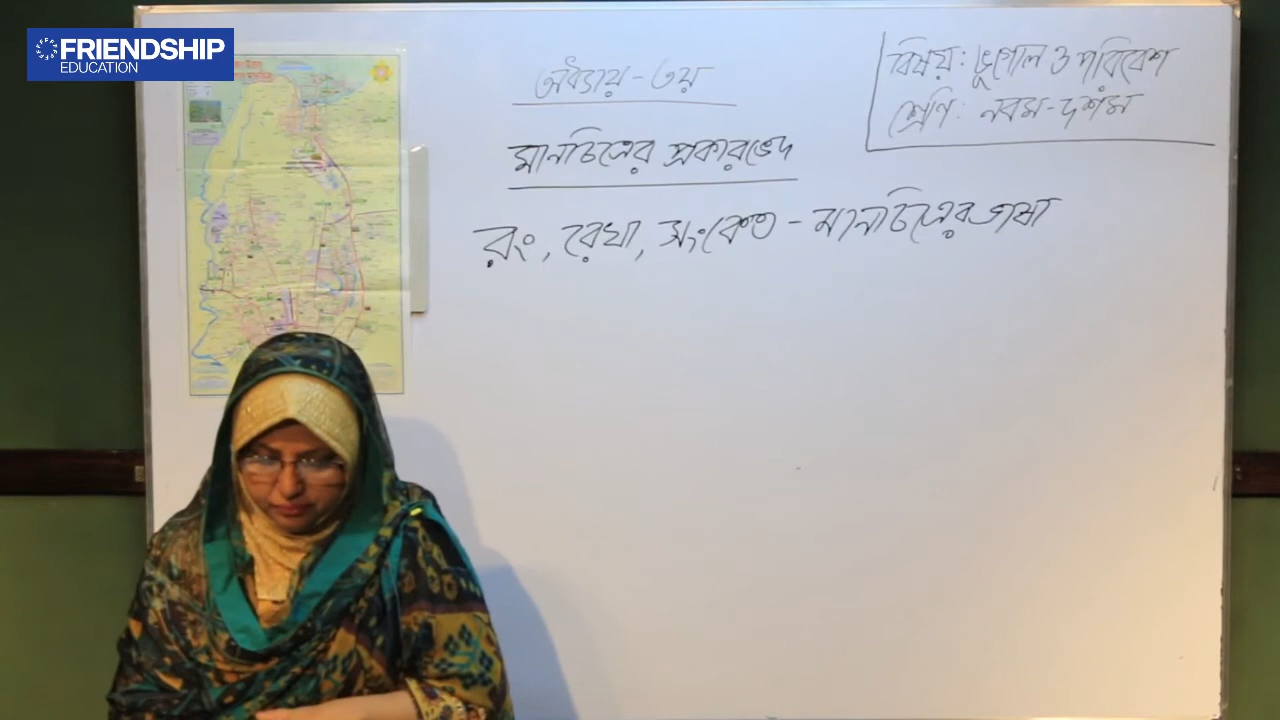 FRIENDSHIP
EDUCATION
বিষয়: ভূগোল ও পরিবেশ
শ্রেণি: নবম-দশম
অধ্যায়-৩য়
মানচিত্রের প্রকারভেদ
রং, রেখা, সংকেত - মানচিত্রের ভাষা